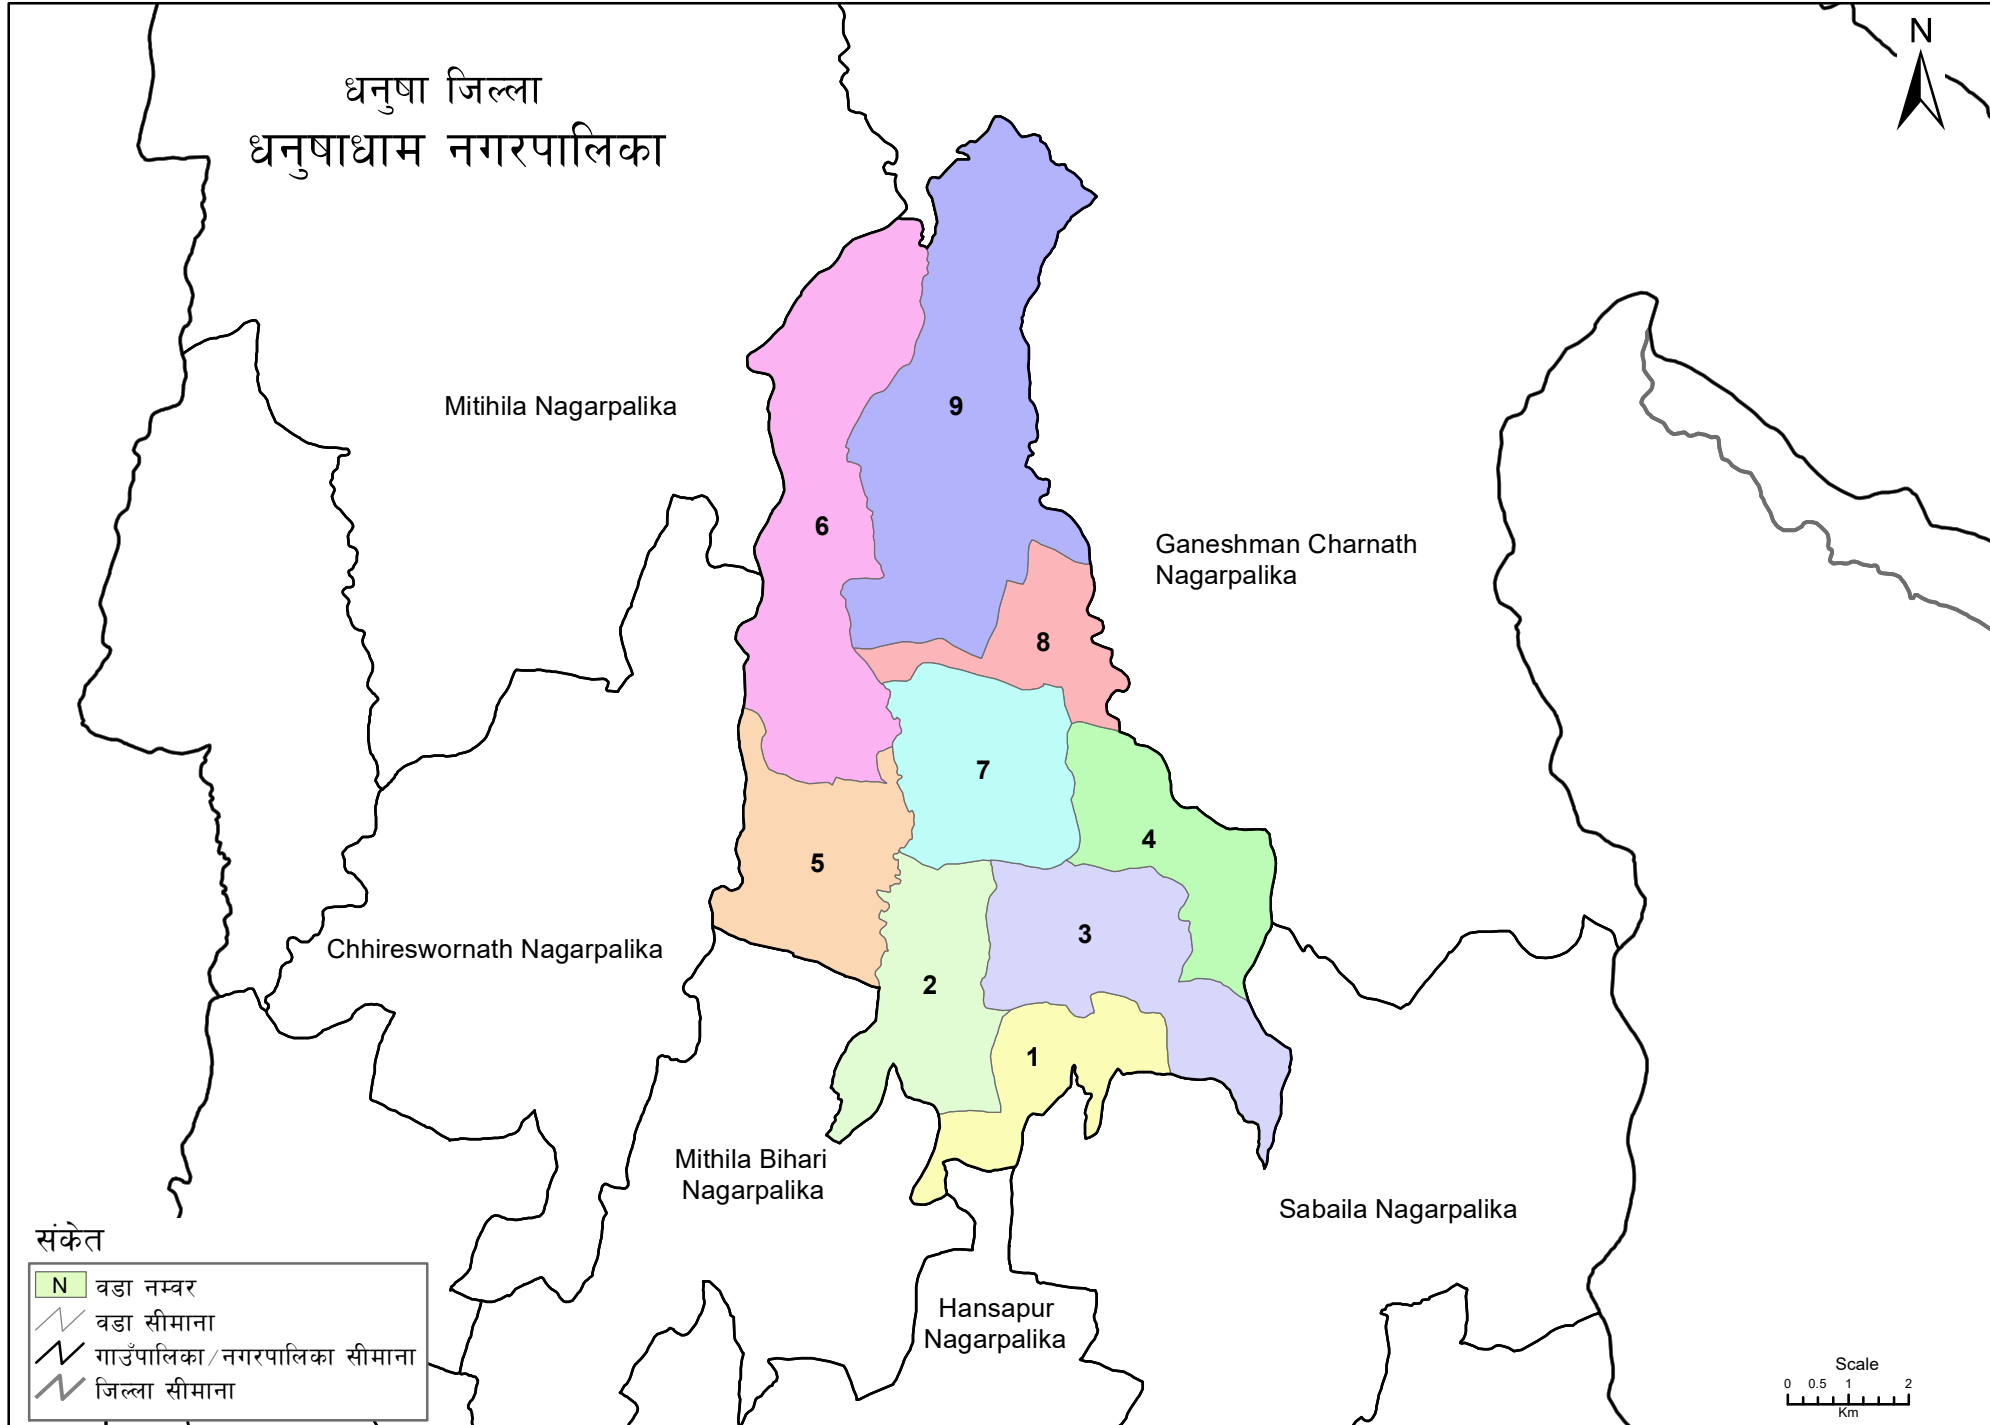 धनुषा जिल्ला
धनुषाधाम नगरपालिका
N
Mitihila Nagarpalika
9
6
Ganeshman Charnath
Nagarpalika
8
7
4
5
3
Chhireswornath Nagarpalika
2
1
Mithila Bihari
Nagarpalika
Sabaila Nagarpalika
Hansapur
Nagarpalika
संकेत
N वडा नम्वर
वडा सीमाना
गाउँपालिका/नगरपालिका सीमाना
जिल्ला सीमाना
Scale
0 0.5 1 2
Km